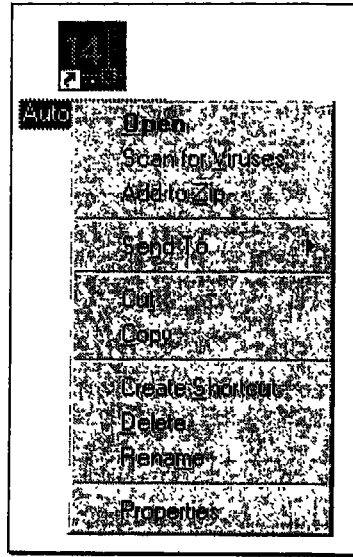 14
Auto
Open
Scan for Viruses
Add to Zip
Send To
Cut
Copy
Create Shortcut
Delete
Rename
Properties